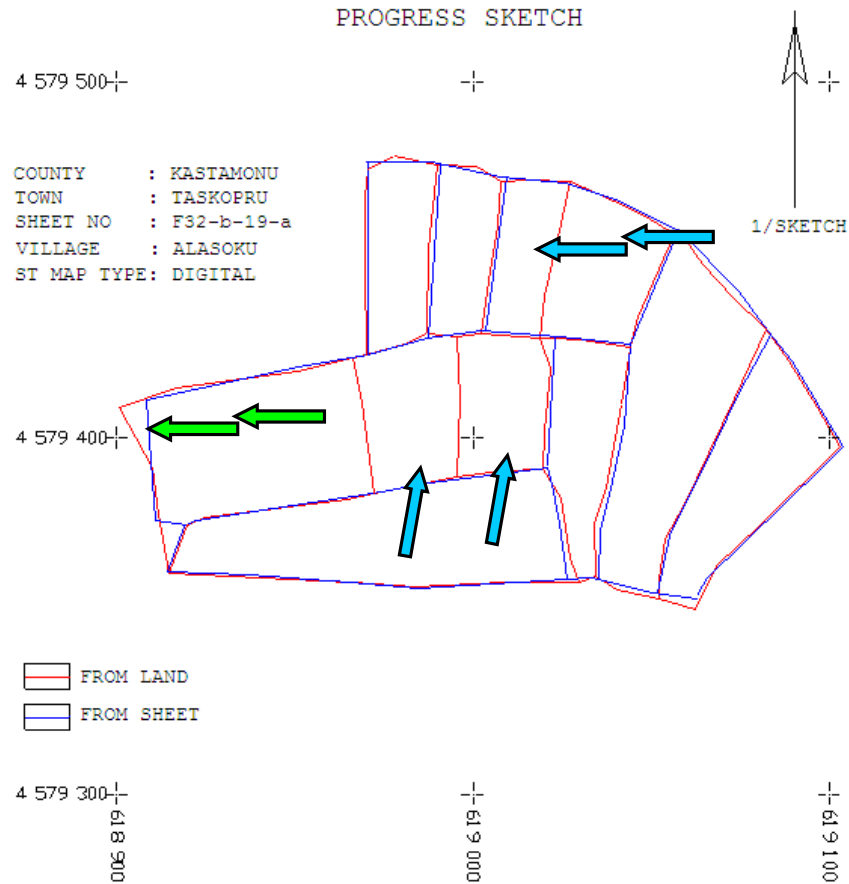 PROGRESS SKETCH
4 579 500
COUNTY : KASTAMONU
TOWN : TASKOPRU
SHEET NO : F32-b-19-a
VILLAGE : ALASOKU
ST MAP TYPE: DIGITAL
1/SKETCH
4 579 400
FROM LAND
FROM SHEET
4 579 300
618 900
619 000
619 100